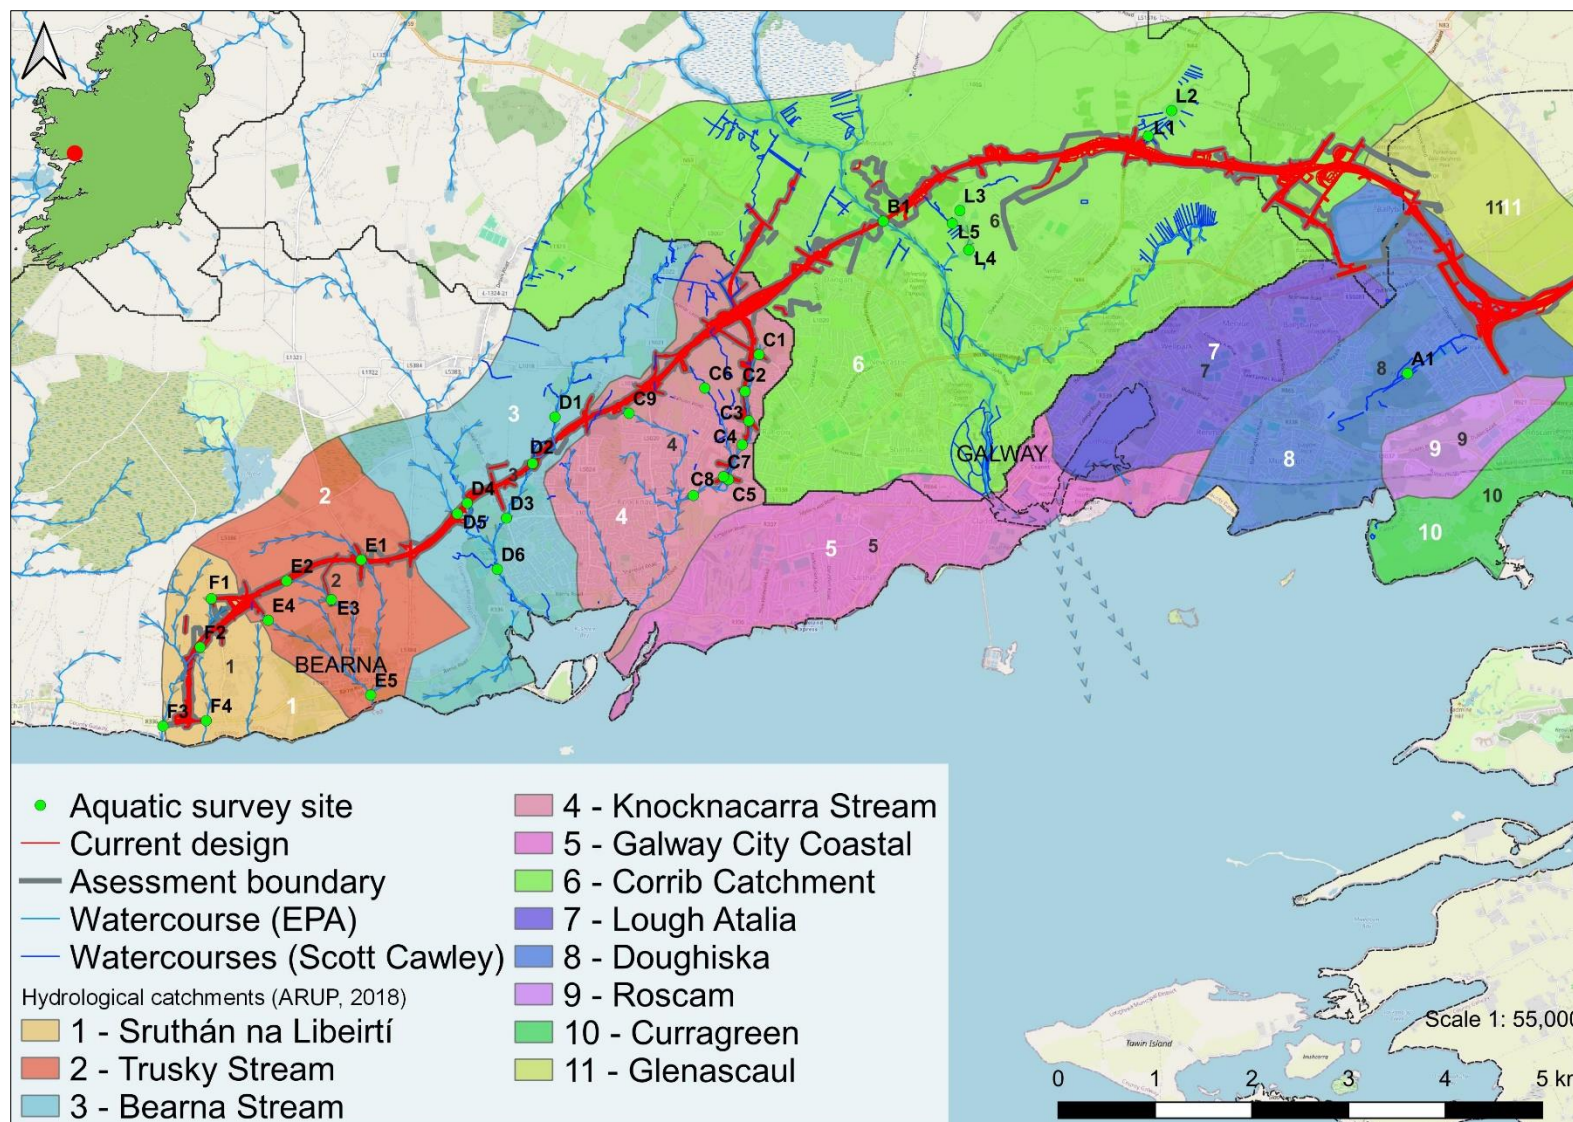 L2
L1
B1
L3
6
L5
L4
11
11
C1
6
C6
C2
7
7
8
A1
3
D1
C9
C3
4
C4
D2
3
C7
C8
C5
9
9
GALWAY
8
2
D4
D5
D3
4
10
10
5
5
E1
D6
F1
E2
2
E3
E4
F2
1
BEARNA
E5
1
F3
F4
Aquatic survey site
Current design
Asessment boundary
Watercourse (EPA)
Watercourses (Scott Cawley)
Hydrological catchments (ARUP, 2018)
1 - Sruthán na Libeirtí
2 - Trusky Stream
3 - Bearna Stream
4 - Knocknacarra Stream
5 - Galway City Coastal
6 - Corrib Catchment
7 - Lough Atalia
8 - Doughiska
9 - Roscam
10 - Curragreen
11 - Glenascaul
Tawin Island
Scale 1: 55,000
0 1 2 3 4 5 km